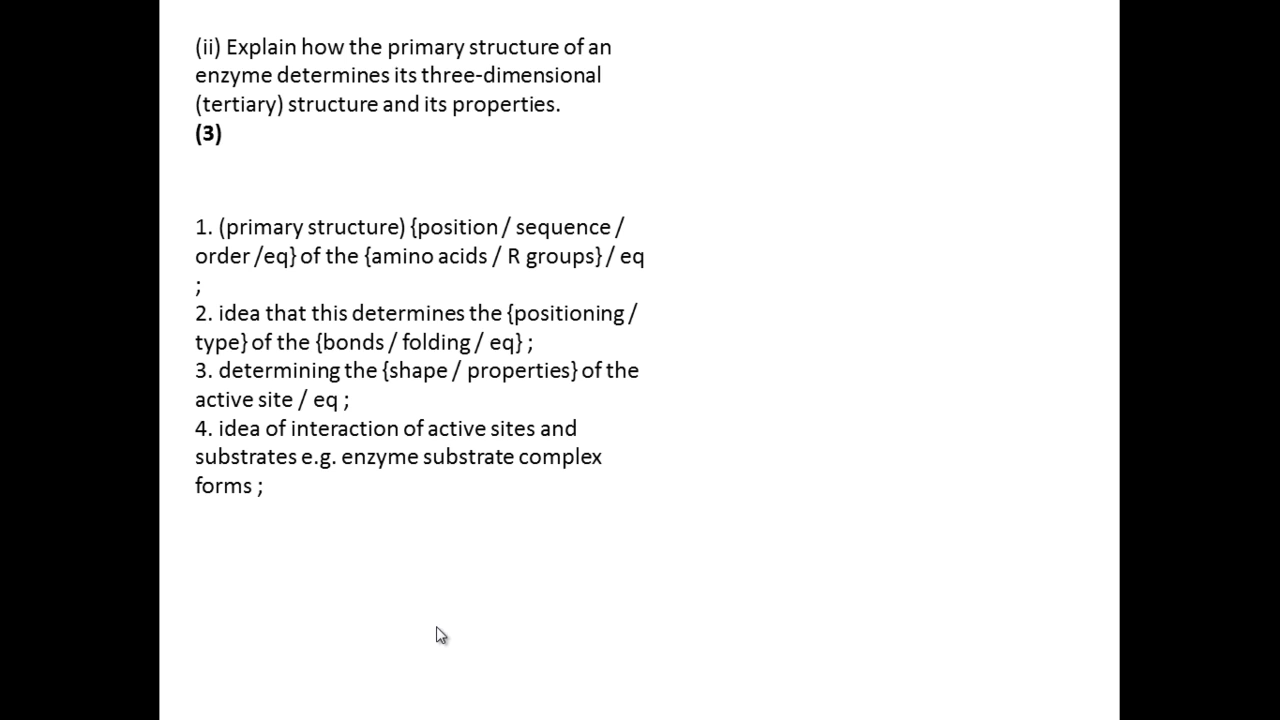 (ii) Explain how the primary structure of an
enzyme determines its three-dimensional
(tertiary) structure and its properties.
(3)
1. (primary structure) {position / sequence /
order /eq} of the {amino acids / R groups} / eq
;
2. idea that this determines the {positioning /
type} of the {bonds / folding / eq} ;
3. determining the {shape / properties} of the
active site / eq ;
4. idea of interaction of active sites and
substrates e.g. enzyme substrate complex
forms ;